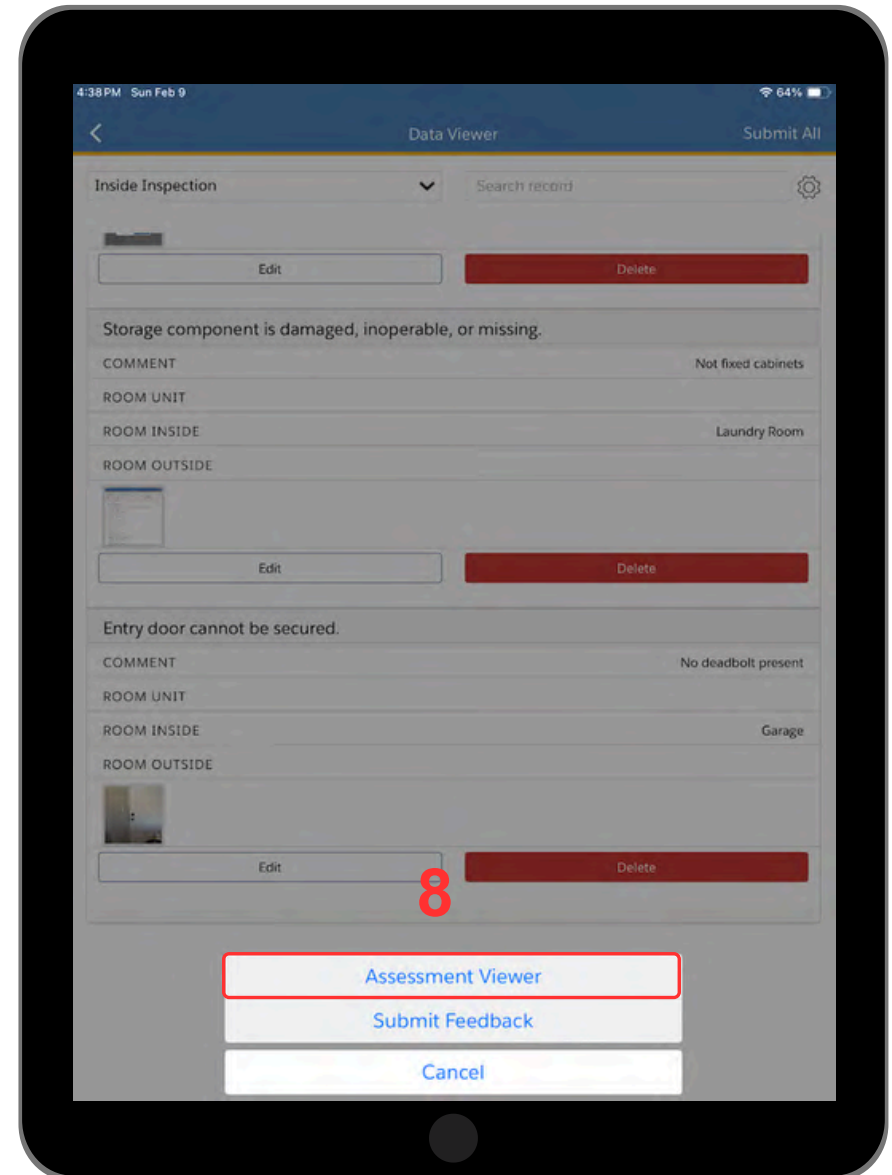 4:38 PM Sun Feb 9 64%
Data Viewer Submit All
Inside Inspection Search record
Edit Delete
Storage component is damaged, inoperable, or missing.
COMMENT Not fixed cabinets
ROOM UNIT
ROOM INSIDE Laundry Room
ROOM OUTSIDE
Edit Delete
Entry door cannot be secured.
COMMENT No deadbolt present
ROOM UNIT
ROOM INSIDE Garage
ROOM OUTSIDE
Edit Delete
8
Assessment Viewer
Submit Feedback
Cancel